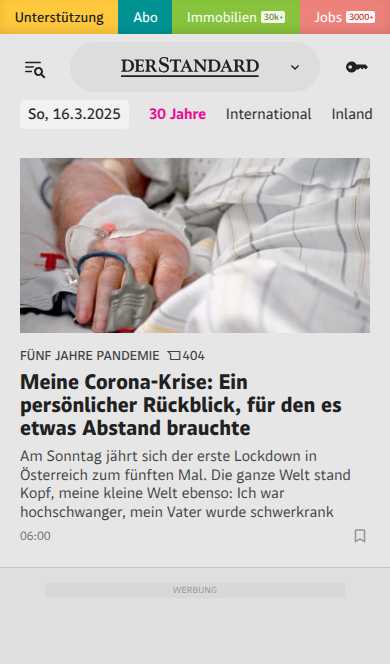 Unterstützung Abo Immobilien 30k+ Jobs 3000+
DERSTANDARD
So, 16.3.2025 30 Jahre International Inland
FÜNF JAHRE PANDEMIE 404
Meine Corona-Krise: Ein
persönlicher Rückblick, für den es
etwas Abstand brauchte
Am Sonntag jährt sich der erste Lockdown in
Österreich zum fünften Mal. Die ganze Welt stand
Kopf, meine kleine Welt ebenso: Ich war
hochschwanger, mein Vater wurde schwerkrank
06:00
WERBUNG